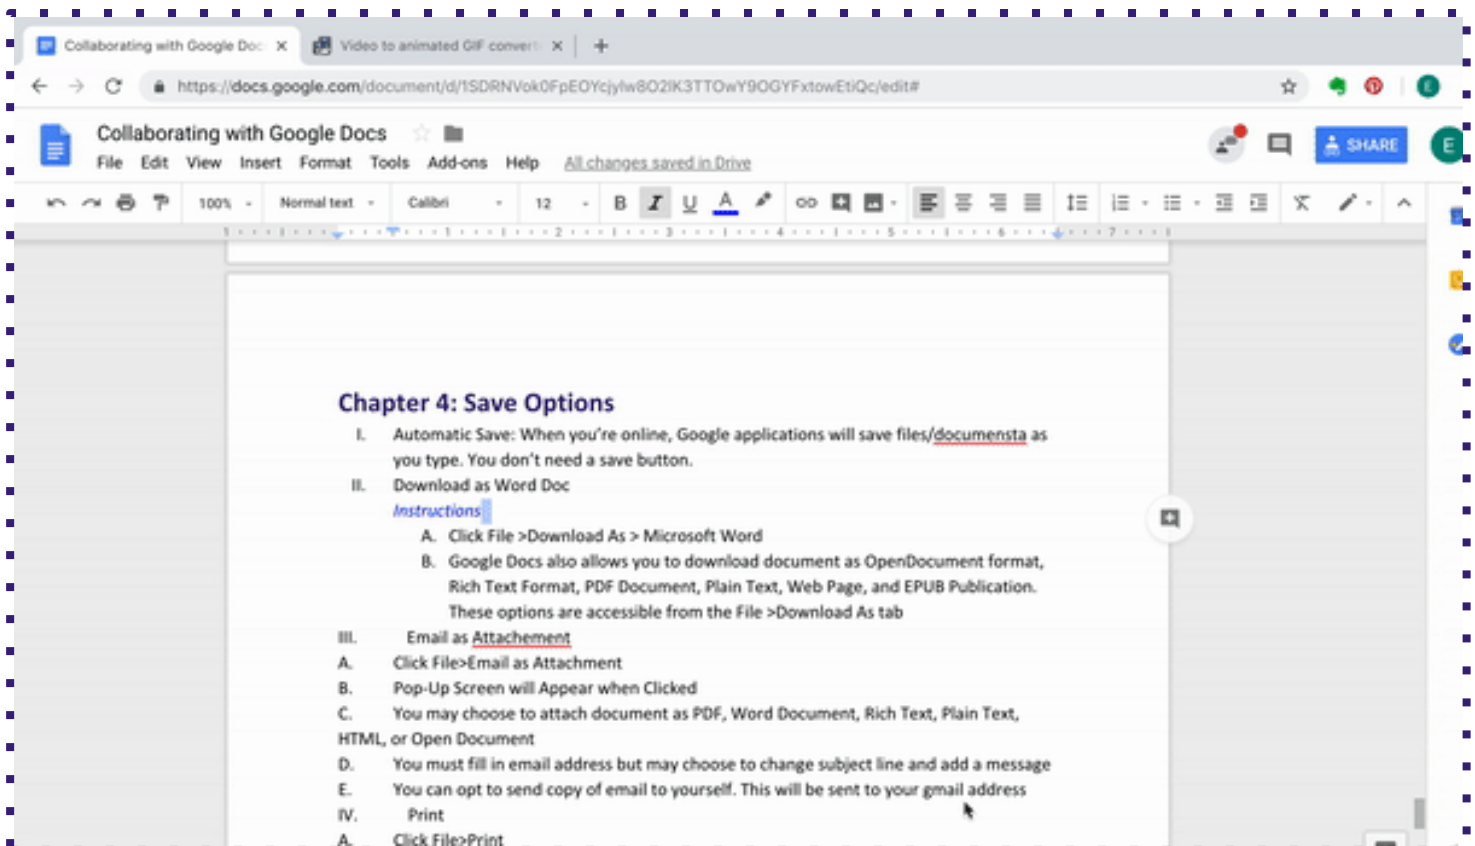 Collaborating with Google Doc
Video to animated GIF convert
https://docs.google.com/document/d/1SDRNVok0FpEOYcjylw8O2IK3TTOwY9OGYFxtowEtiQc/edit#
E
Collaborating with Google Docs
File Edit View Insert Format Tools Add-ons Help All changes saved in Drive
SHARE
E
100% Normal text Calibri 12 B I U A
1 1 2 3 4 5 6 7
Chapter 4: Save Options
I. Automatic Save: When you're online, Google applications will save files/documensta as
you type. You don't need a save button.
II. Download as Word Doc
Instructions
A. Click File >Download As > Microsoft Word
B. Google Docs also allows you to download document as OpenDocument format,
Rich Text Format, PDF Document, Plain Text, Web Page, and EPUB Publication.
These options are accessible from the File >Download As tab
III. Email as Attachement
A. Click File>Email as Attachment
B. Pop-Up Screen will Appear when Clicked
C. You may choose to attach document as PDF, Word Document, Rich Text, Plain Text,
HTML, or Open Document
D. You must fill in email address but may choose to change subject line and add a message
E. You can opt to send copy of email to yourself. This will be sent to your gmail address
IV. Print
A. Click File>Print